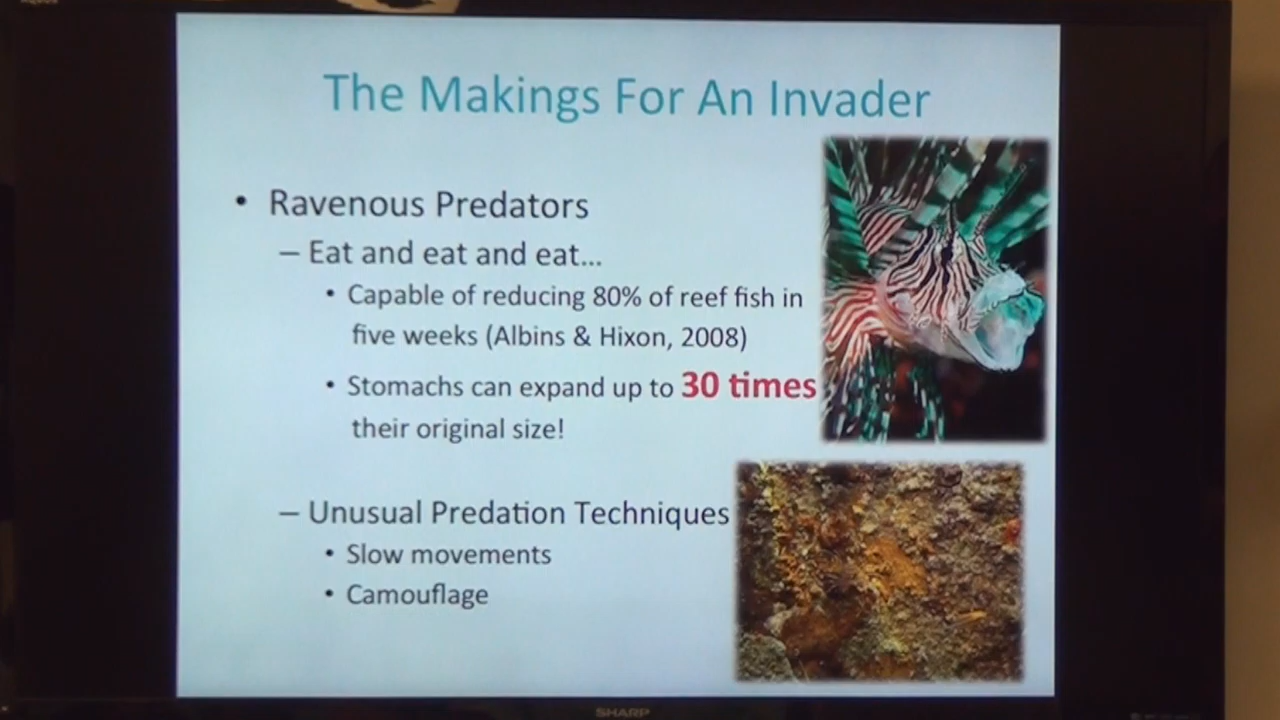 The Makings For An Invader
• Ravenous Predators
– Eat and eat and eat...
• Capable of reducing 80% of reef fish in
five weeks (Albins & Hixon, 2008)
• Stomachs can expand up to 30 times
their original size!
– Unusual Predation Techniques
• Slow movements
• Camouflage
SHARP